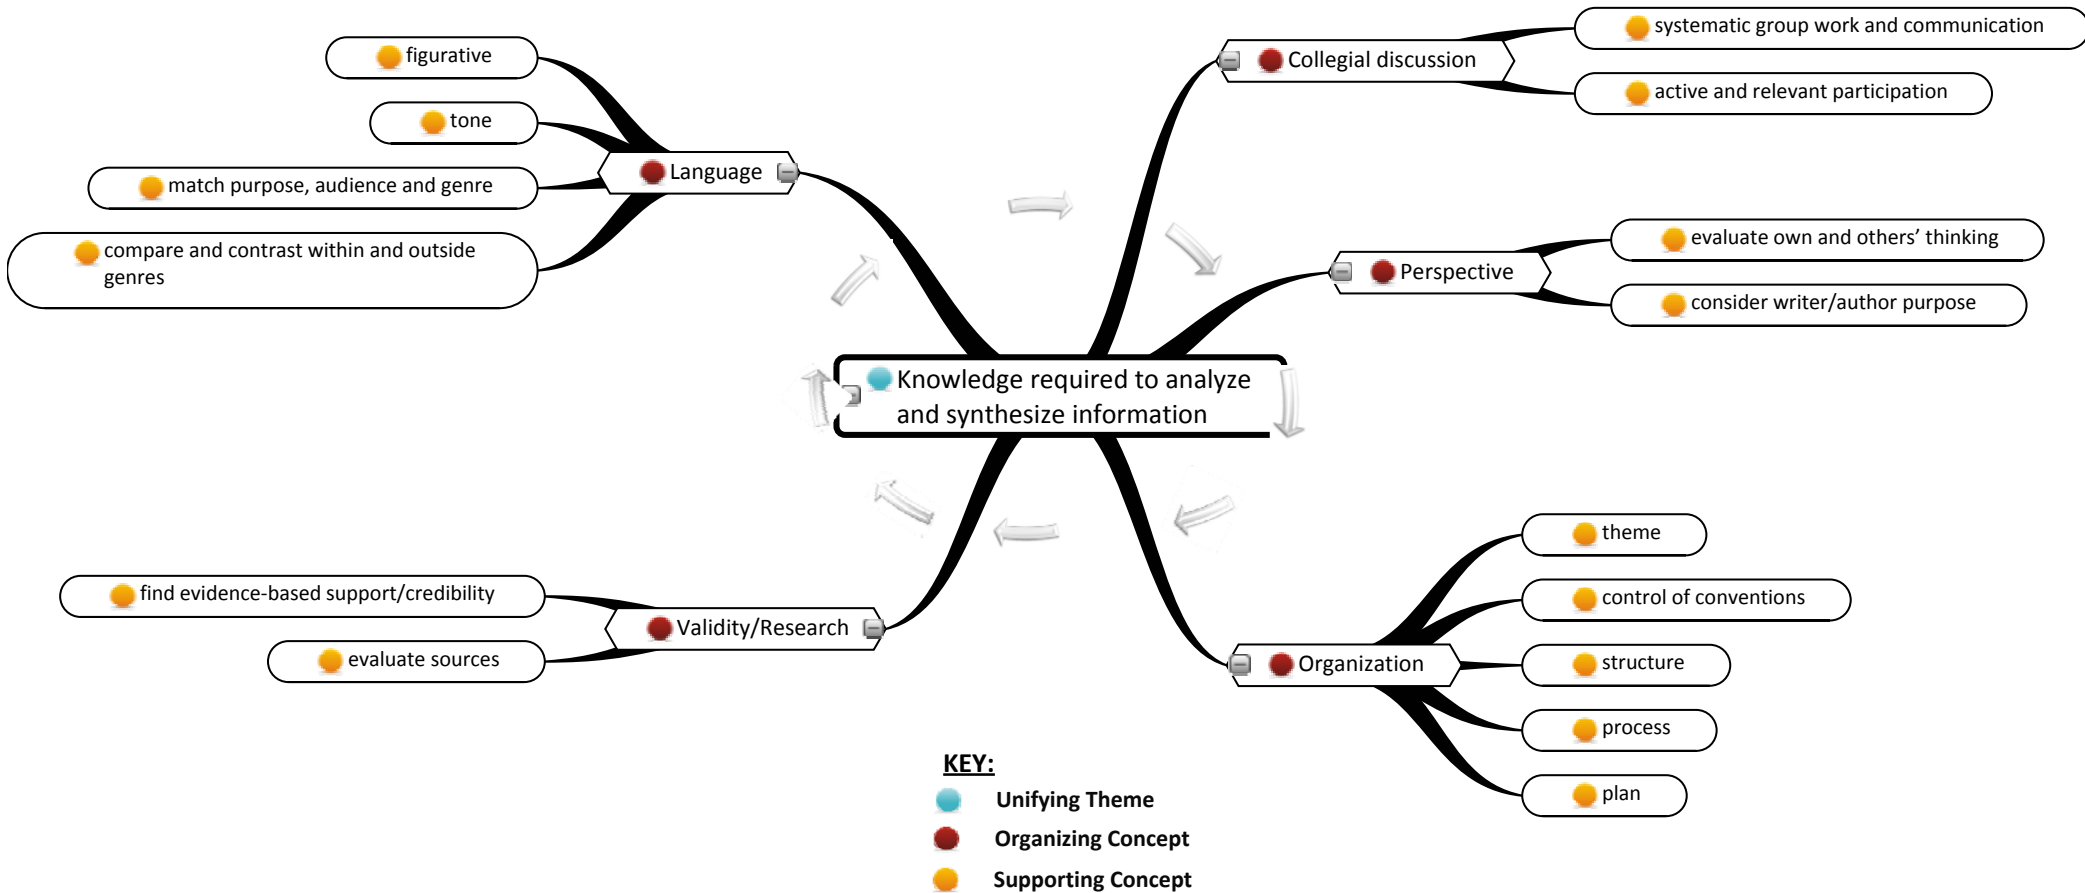 figurative
tone
match purpose, audience and genre
compare and contrast within and outside
genres
Language
systematic group work and communication
active and relevant participation
Collegial discussion
evaluate own and others’ thinking
consider writer/author purpose
Perspective
Knowledge required to analyze
and synthesize information
find evidence-based support/credibility
evaluate sources
Validity/Research
Organization
theme
control of conventions
structure
process
plan
KEY:
Unifying Theme
Organizing Concept
Supporting Concept